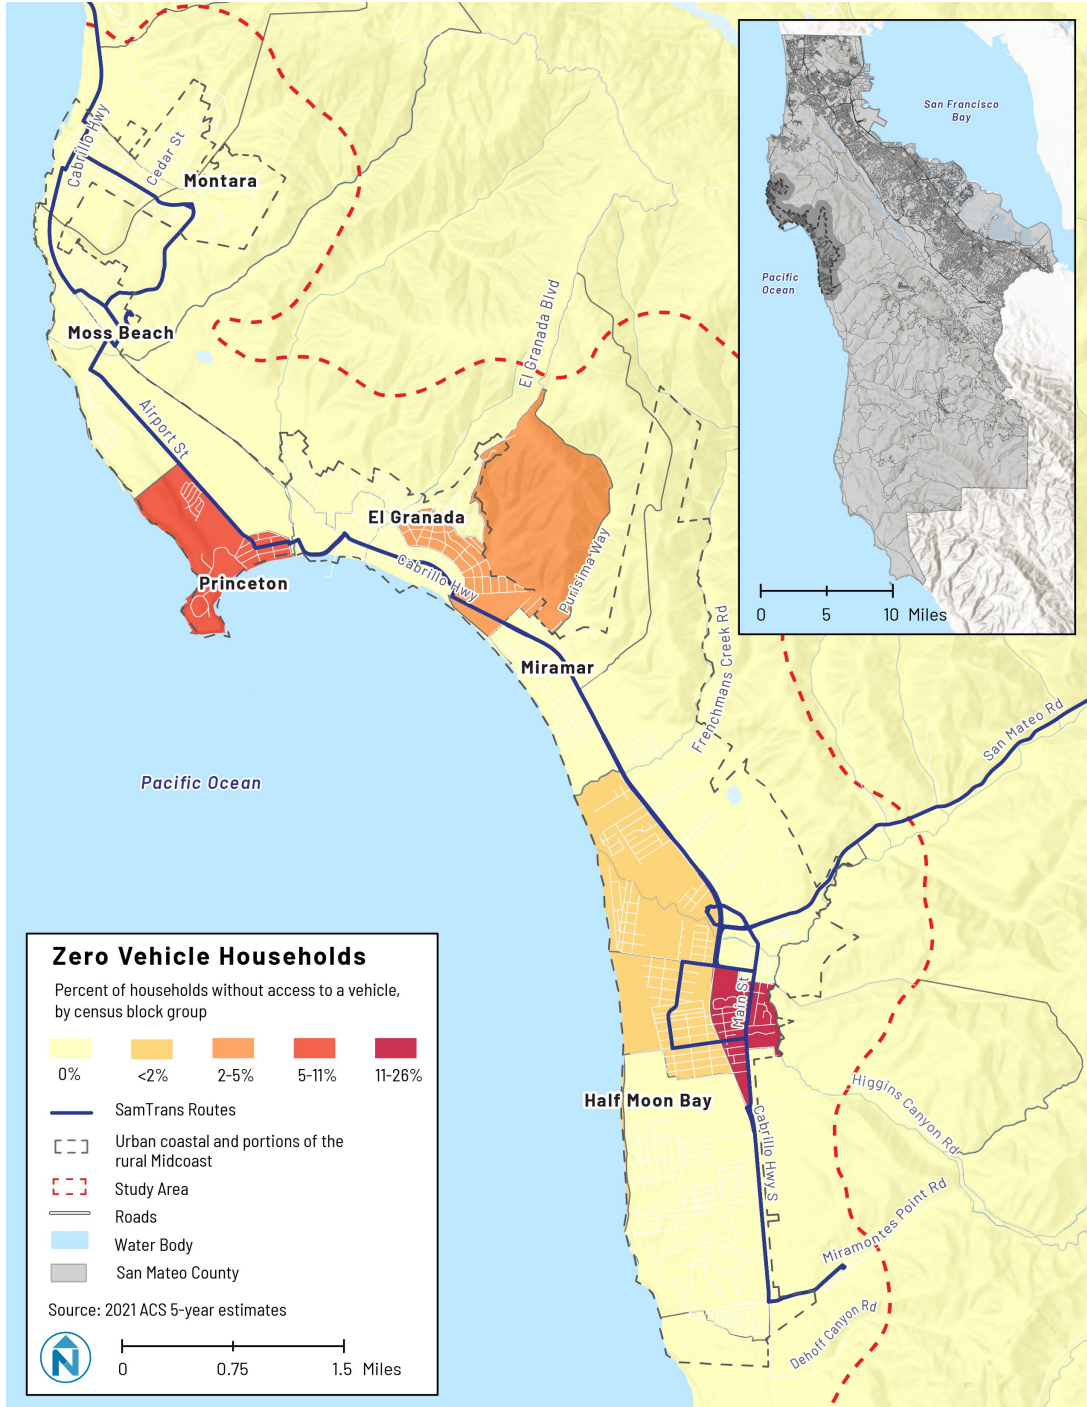 Cabrillo Hwy
Cedar St
Montara
Moss Beach
Airport St
El Granada Blvd
El Granada
Cabrillo Hwy
Princeton
Purisima Way
Miramar
Frenchmans Creek Rd
San Mateo Rd
Pacific Ocean
Main St
Half Moon Bay
Cabrillo Hwy S
Higgins Canyon Rd
Miramontes Point Rd
Dehoff Canyon Rd
San Francisco
Bay
Pacific
Ocean
0 5 10 Miles
Zero Vehicle Households
Percent of households without access to a vehicle,
by census block group
0% <2% 2-5% 5-11% 11-26%
SamTrans Routes
Urban coastal and portions of the
rural Midcoast
Study Area
Roads
Water Body
San Mateo County
Source: 2021 ACS 5-year estimates
N
0 0.75 1.5 Miles